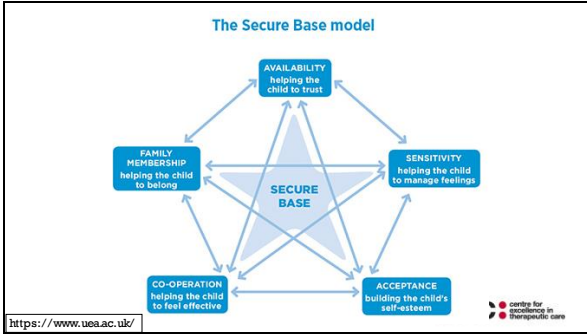 The Secure Base model
AVAILABILITY
helping the
child to trust
FAMILY
MEMBERSHIP
helping the child
to belong
SENSITIVITY
helping the child
to manage feelings
SECURE
BASE
CO-OPERATION
helping the child
to feel effective
ACCEPTANCE
building the child's
self-esteem
centre for
excellence in
therapeutic care
https://www.uea.ac.uk/